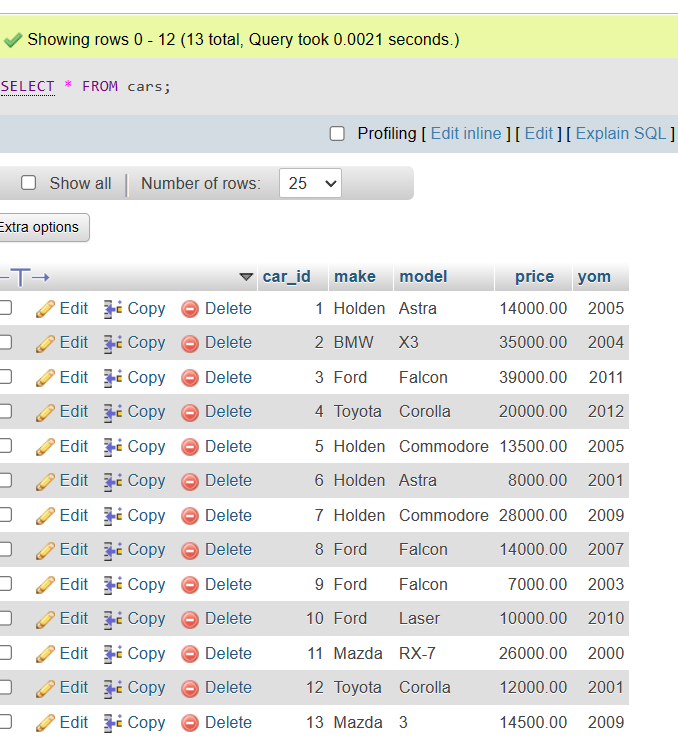 Showing rows 0 - 12 (13 total, Query took 0.0021 seconds.)
SELECT * FROM cars;
Profiling [ Edit inline ] [ Edit ] [ Explain SQL ]
Show all | Number of rows: 25
Extra options
car_id make model price yom
Edit Copy Delete 1 Holden Astra 14000.00 2005
Edit Copy Delete 2 BMW X3 35000.00 2004
Edit Copy Delete 3 Ford Falcon 39000.00 2011
Edit Copy Delete 4 Toyota Corolla 20000.00 2012
Edit Copy Delete 5 Holden Commodore 13500.00 2005
Edit Copy Delete 6 Holden Astra 8000.00 2001
Edit Copy Delete 7 Holden Commodore 28000.00 2009
Edit Copy Delete 8 Ford Falcon 14000.00 2007
Edit Copy Delete 9 Ford Falcon 7000.00 2003
Edit Copy Delete 10 Ford Laser 10000.00 2010
Edit Copy Delete 11 Mazda RX-7 26000.00 2000
Edit Copy Delete 12 Toyota Corolla 12000.00 2001
Edit Copy Delete 13 Mazda 3 14500.00 2009